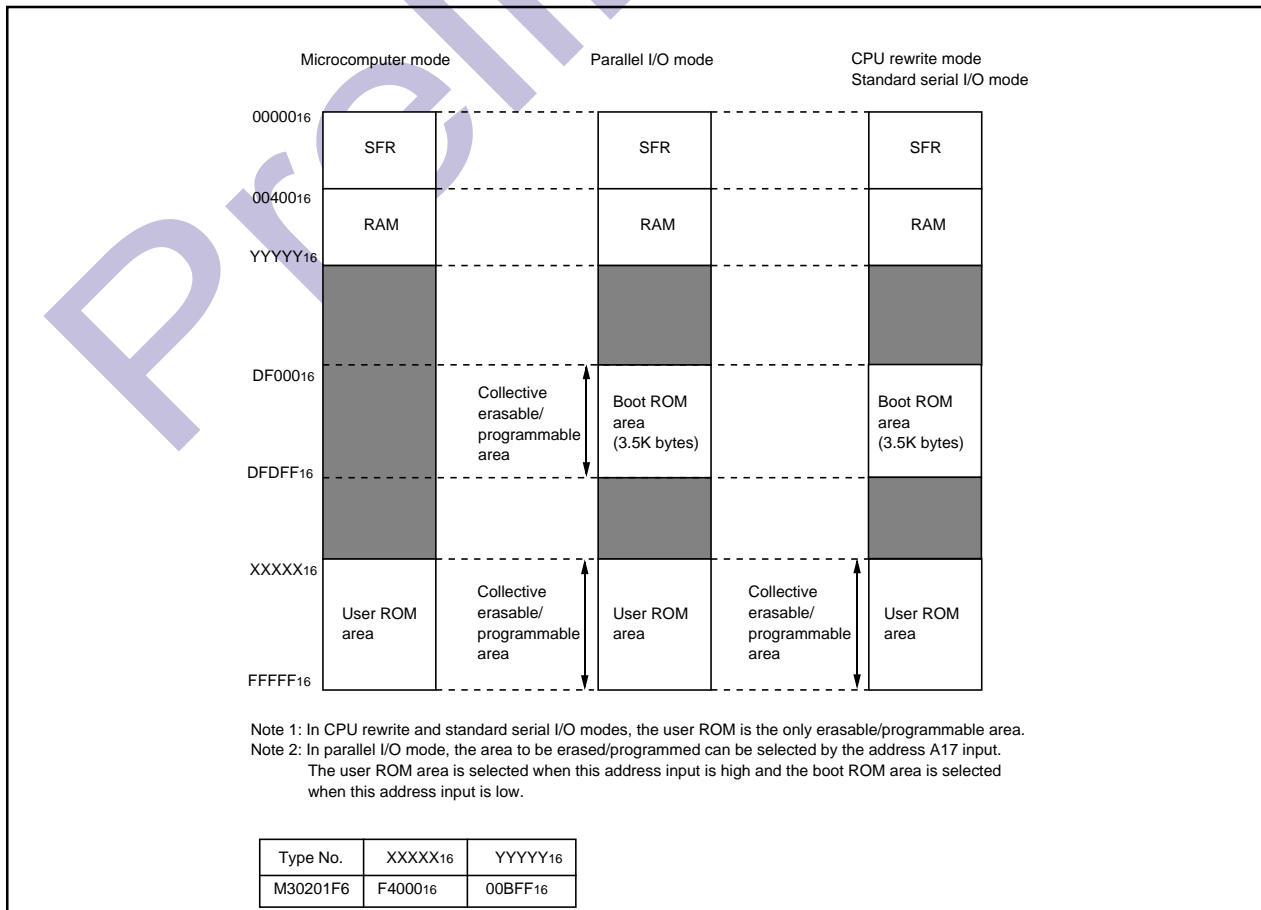 Microcomputer mode
Parallel I/O mode
CPU rewrite mode
Standard serial I/O mode
0000016
SFR
SFR
SFR
0040016
RAM
RAM
RAM
YYYYY16
DF00016
Collective
erasable/
programmable
area
Boot ROM
area
(3.5K bytes)
Boot ROM
area
(3.5K bytes)
DFDFF16
XXXXX16
User ROM
area
Collective
erasable/
programmable
area
User ROM
area
Collective
erasable/
programmable
area
User ROM
area
FFFFF16
Note 1: In CPU rewrite and standard serial I/O modes, the user ROM is the only erasable/programmable area.
Note 2: In parallel I/O mode, the area to be erased/programmed can be selected by the address A17 input.
The user ROM area is selected when this address input is high and the boot ROM area is selected
when this address input is low.
Type No. XXXXX16 YYYYY16
M30201F6 F400016 00BFF16